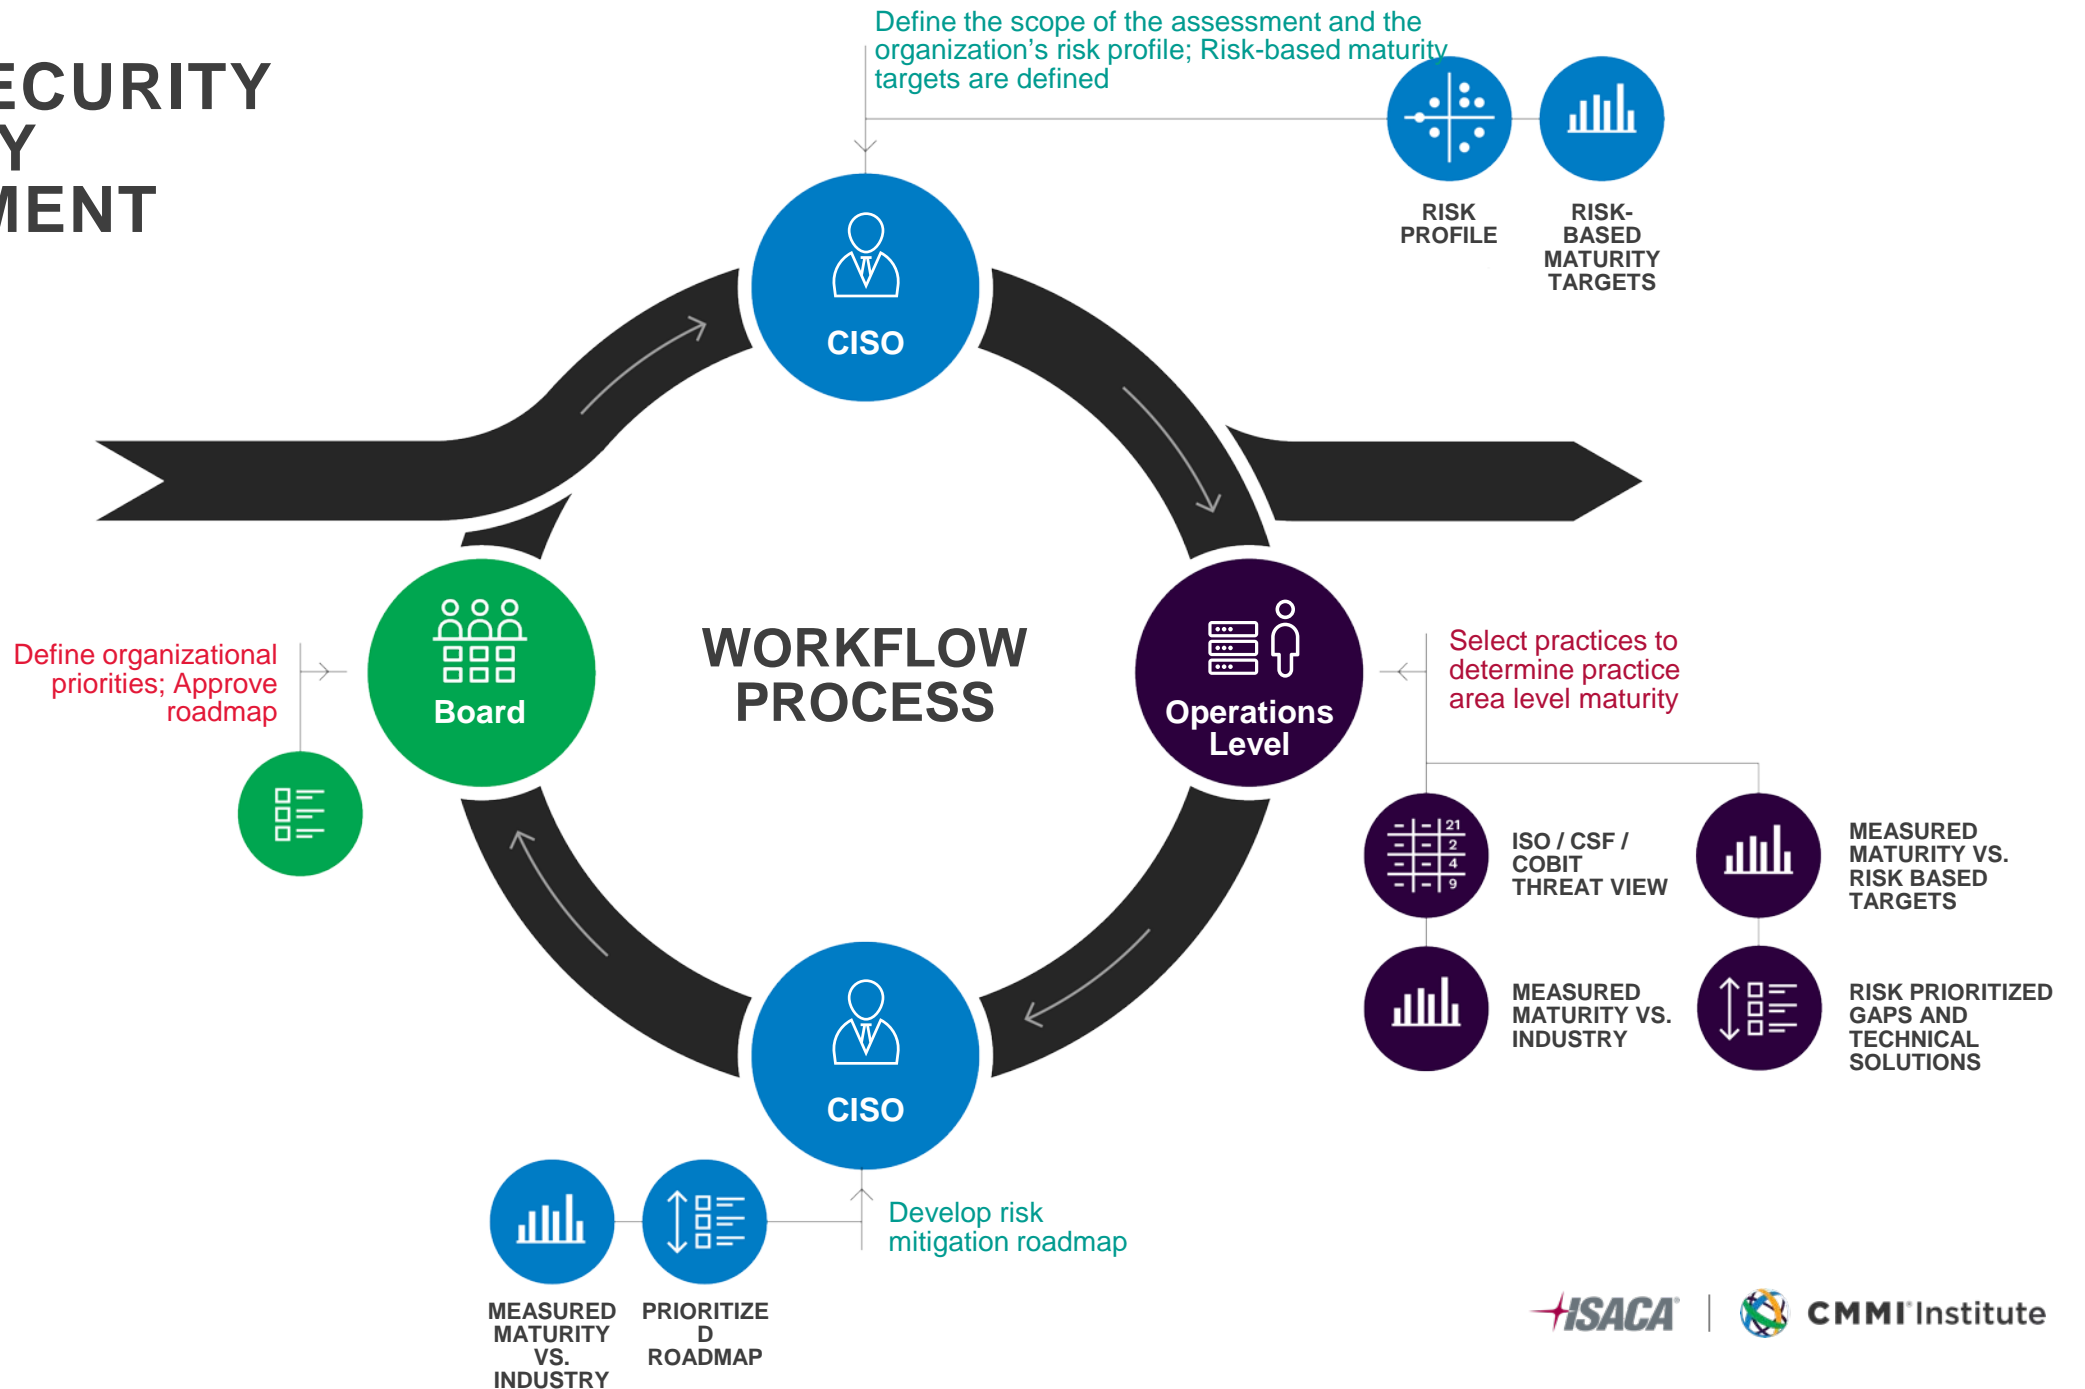 ECURITY
Y
MENT
Define the scope of the assessment and the
organization's risk profile; Risk-based maturity
targets are defined
RISK
PROFILE
RISK-
BASED
MATURITY
TARGETS
CISO
WORKFLOW
PROCESS
Define organizational
priorities; Approve
roadmap
Board
Operations
Level
Select practices to
determine practice
area level maturity
21
2
4
9
ISO / CSF /
COBIT
THREAT VIEW
MEASURED
MATURITY VS.
RISK BASED
TARGETS
MEASURED
MATURITY VS.
INDUSTRY
RISK PRIORITIZED
GAPS AND
TECHNICAL
SOLUTIONS
CISO
Develop risk
mitigation roadmap
MEASURED
MATURITY
VS.
INDUSTRY
PRIORITIZE
D
ROADMAP
ISACA
CMMI Institute